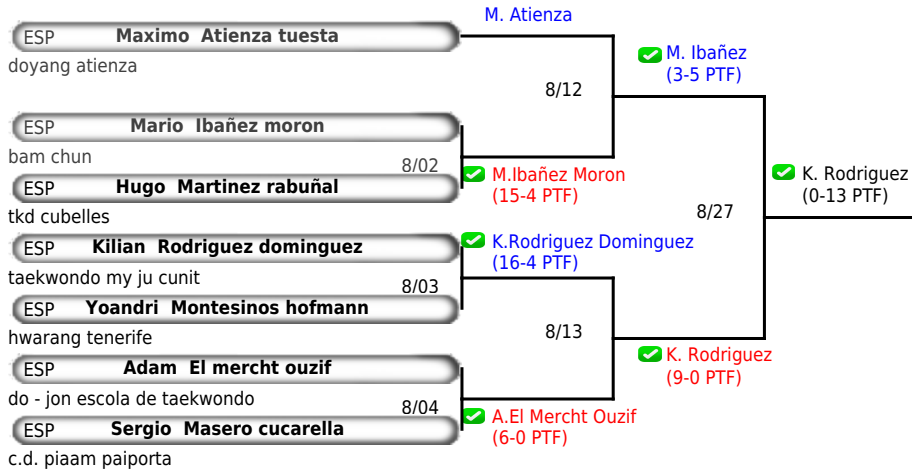 M. Atienza
ESP Maximo Atienza tuesta
doyang atienza
M. Ibañez
(3-5 PTF)
8/12
ESP Mario Ibañez moron
bam chun
8/02
M.Ibañez Moron
(15-4 PTF)
ESP Hugo Martinez rabuñal
tkd cubelles
K. Rodriguez
(0-13 PTF)
8/27
ESP Kilian Rodriguez dominguez
K.Rodriguez Dominguez
(16-4 PTF)
taekwondo my ju cunit
8/03
ESP Yoandri Montesinos hofmann
hwarang tenerife
8/13
K. Rodriguez
(9-0 PTF)
ESP Adam El mercht ouzif
do - jon escola de taekwondo
8/04
A.El Mercht Ouzif
(6-0 PTF)
ESP Sergio Masero cucarella
c.d. piaam paiporta